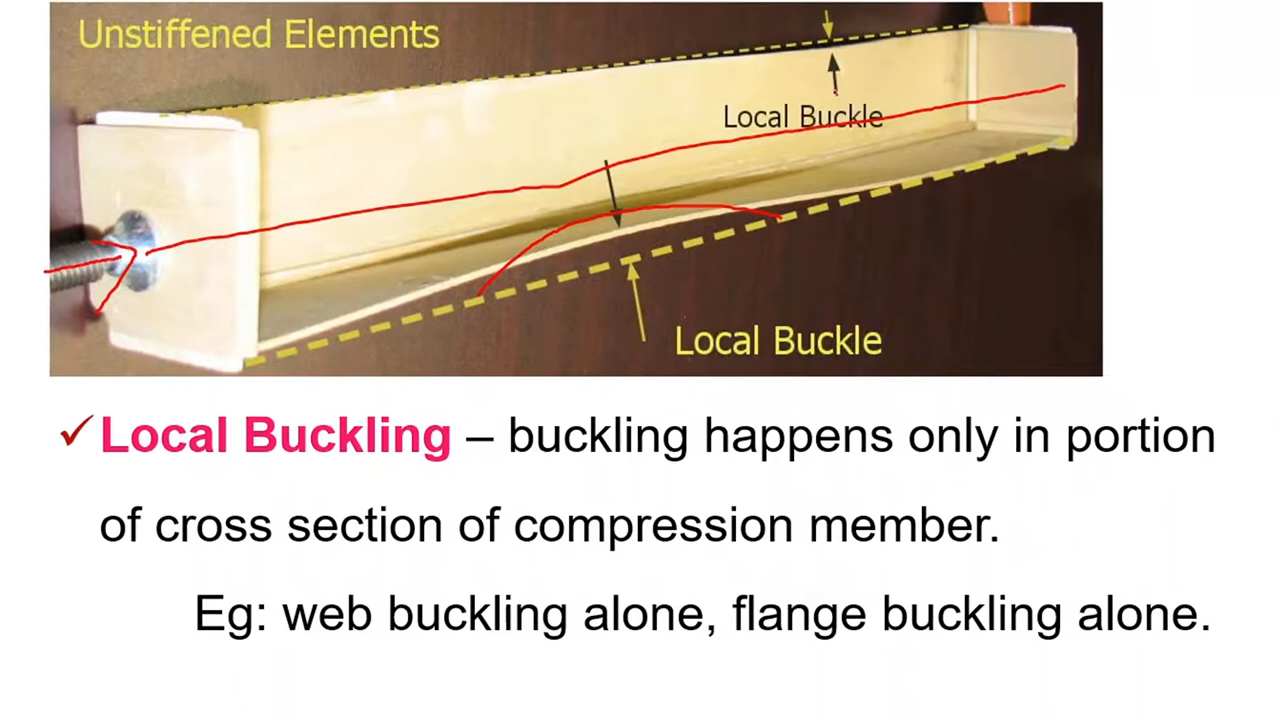 Unstiffened Elements
Local Buckle
Local Buckle
✓ Local Buckling – buckling happens only in portion
of cross section of compression member.
Eg: web buckling alone, flange buckling alone.